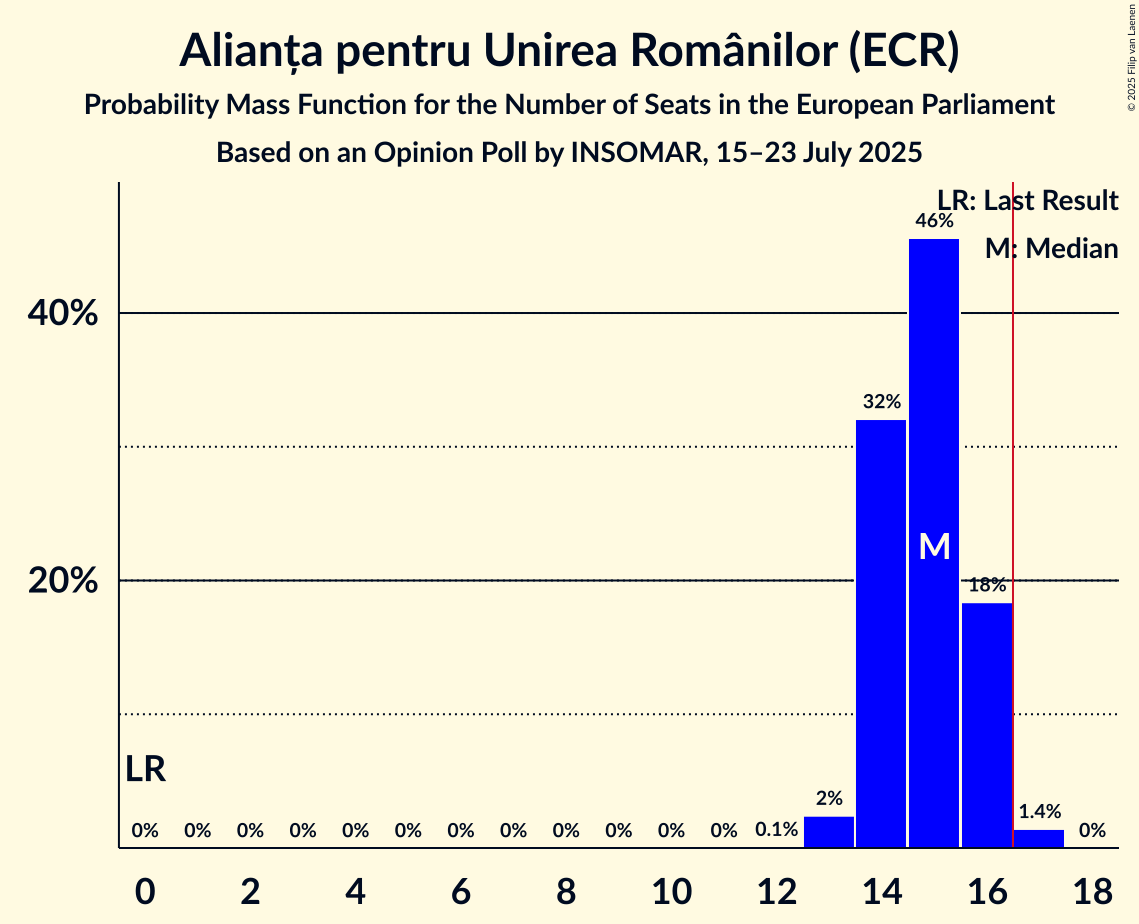 Alianța pentru Unirea Românilor (ECR)
Probability Mass Function for the Number of Seats in the European Parliament
Based on an Opinion Poll by INSOMAR, 15–23 July 2025
© 2025 Filip van Laenen
LR: Last Result
M: Median
46%
40%
32%
M
20%
18%
LR
0% 0% 0% 0% 0% 0% 0% 0% 0% 0% 0% 0% 0.1% 2% 1.4% 0%
0 2 4 6 8 10 12 14 16 18